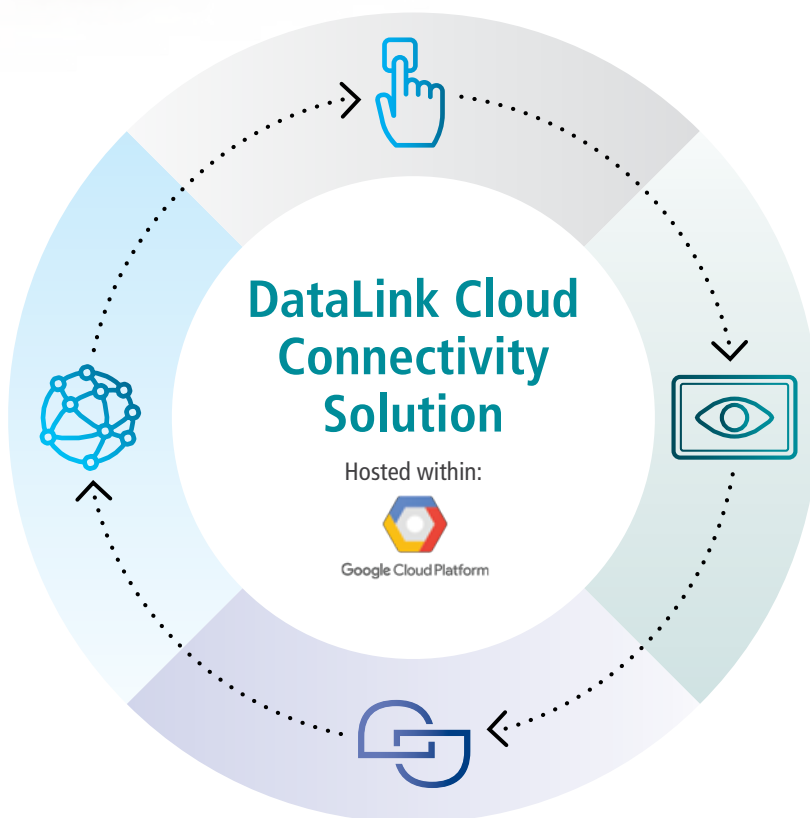 DataLink Cloud
Connectivity
Solution
Hosted within:
Google Cloud Platform